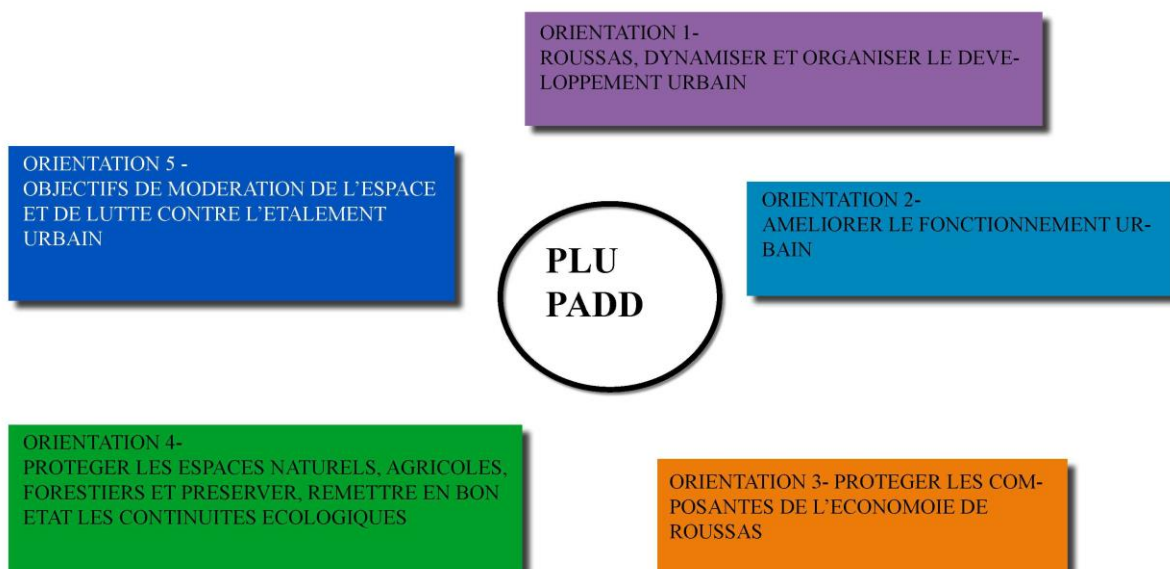 ORIENTATION 1-
ROUSSAS, DYNAMISER ET ORGANISER LE DEVE-
LOPPEMENT URBAIN
ORIENTATION 5 -
OBJECTIFS DE MODERATION DE L'ESPACE
ET DE LUTTE CONTRE L'ETALEMENT
URBAIN
ORIENTATION 2-
AMELIORER LE FONCTIONNEMENT UR-
BAIN
PLU
PADD
ORIENTATION 4-
PROTEGER LES ESPACES NATURELS, AGRICOLES,
FORESTIERS ET PRESERVER, REMETTRE EN BON
ETAT LES CONTINUITES ECOLOGIQUES
ORIENTATION 3- PROTEGER LES COM-
POSANTES DE L'ECONOMOIE DE
ROUSSAS